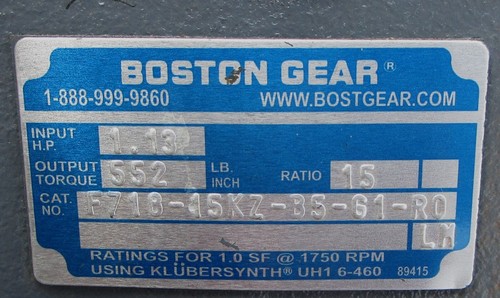 BOSTON GEAR®
1-888-999-9860 WWW.BOSTGEAR.COM
INPUT H.P. 1.13
OUTPUT TORQUE 552 LB. INCH RATIO 15
CAT. NO. F718-15KZ-B5-G1-RO
LM
RATINGS FOR 1.0 SF @ 1750 RPM
USING KLÜBERSYNTH® UH1 6-460 89415